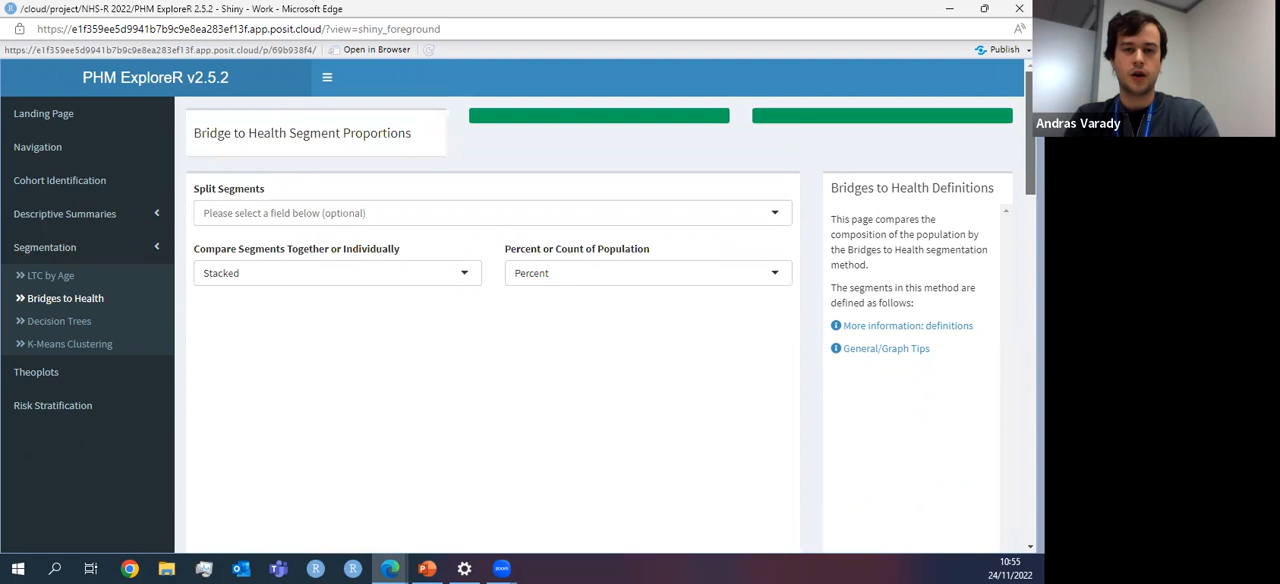 /cloud/project/NHS-R 2022/PHM ExploreR 2.5.2 - Shiny - Work - Microsoft Edge
https://e1f359ee5d9941b7b9c9e8ea283ef13f.app.posit.cloud/?view=shiny_foreground
https://e1f359ee5d9941b7b9c9e8ea283ef13f.app.posit.cloud/p/69b938f4/ Open in Browser Publish
PHM ExploreR v2.5.2
Landing Page
Navigation
Cohort Identification
Descriptive Summaries
Segmentation
LTC by Age
Bridges to Health
Decision Trees
K-Means Clustering
Theoplots
Risk Stratification
Bridge to Health Segment Proportions
Split Segments
Please select a field below (optional)
Compare Segments Together or Individually
Stacked
Percent or Count of Population
Percent
Bridges to Health Definitions
This page compares the
composition of the population by
the Bridges to Health segmentation
method.
The segments in this method are
defined as follows:
More information: definitions
General/Graph Tips
Andras Varady
zoom
10:55
24/11/2022